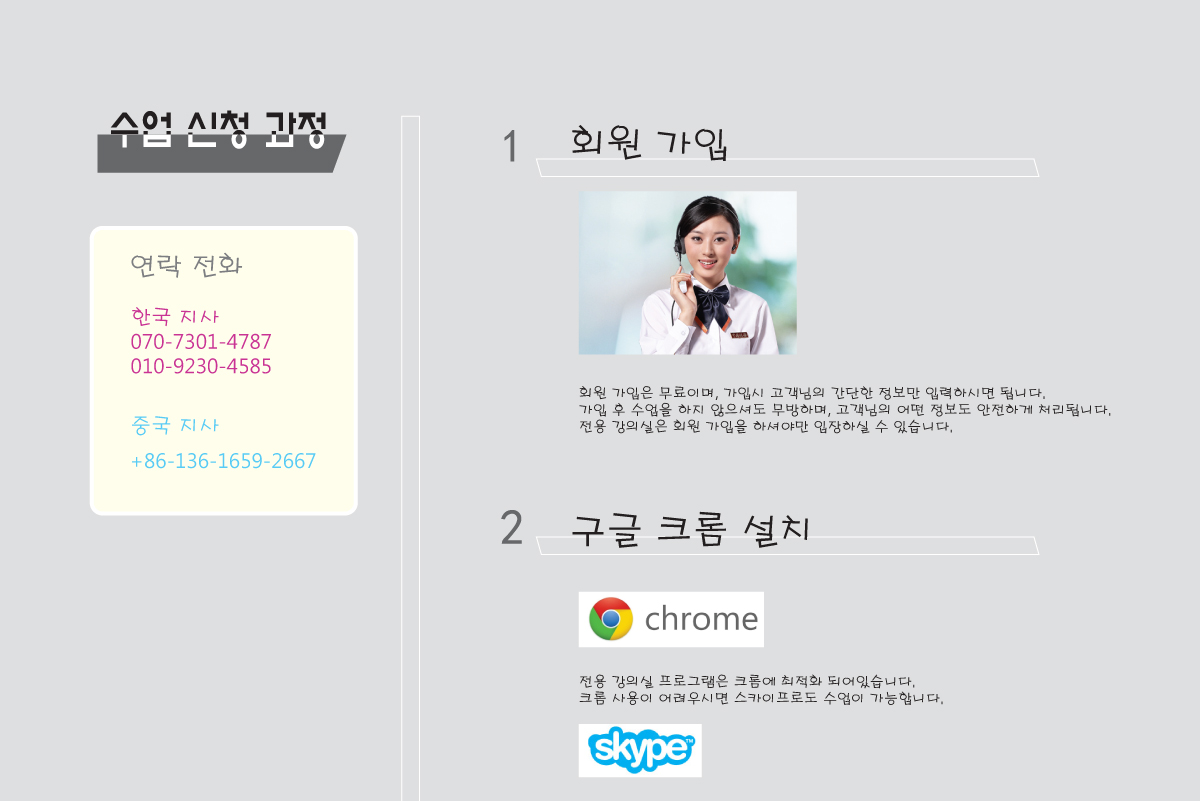 수업 신청 과정
연락 전화
한국 지사
070-7301-4787
010-9230-4585
중국 지사
+86-136-1659-2667
1 회원 가입
회원 가입은 무료이며, 가입시 고객님의 간단한 정보만 입력하시면 됩니다.
가입 후 수업을 하지 않으셔도 무방하며, 고객님의 어떤 정보도 안전하게 처리됩니다.
전용 강의실은 회원 가입을 하셔야만 입장하실 수 있습니다.
2 구글 크롬 설치
chrome
전용 강의실 프로그램은 크롬에 최적화 되어있습니다.
크롬 사용이 어려우시면 스카이프로도 수업이 가능합니다.
skype™